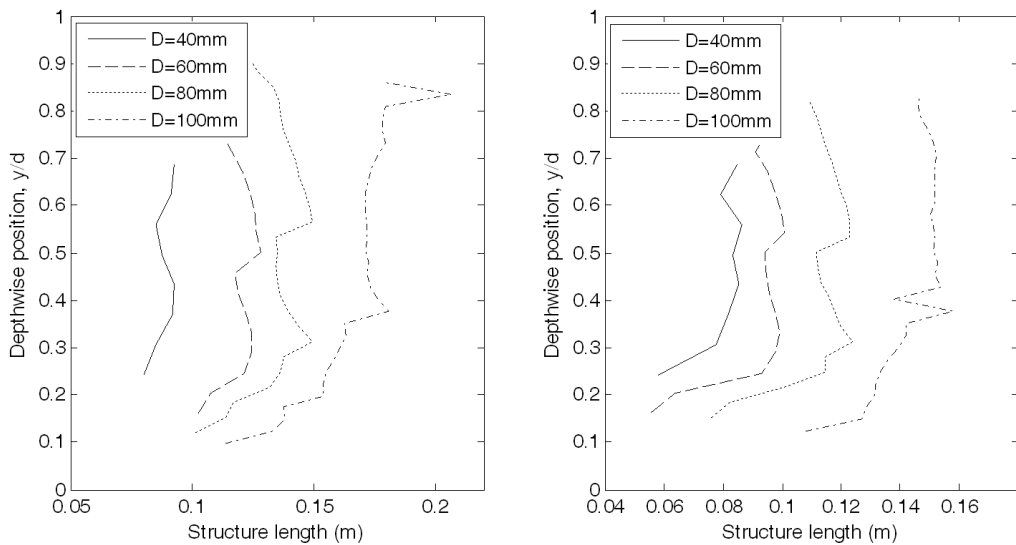 1
0.9
0.8
0.7
0.6
0.5
0.4
0.3
0.2
0.1
0
Depthwise position, y/d
D=40mm
D=60mm
D=80mm
D=100mm
0.05
0.1
0.15
0.2
Structure length (m)
1
0.9
0.8
0.7
0.6
0.5
0.4
0.3
0.2
0.1
0
Depthwise position, y/d
D=40mm
D=60mm
D=80mm
D=100mm
0.04
0.06
0.08
0.1
0.12
0.14
0.16
Structure length (m)